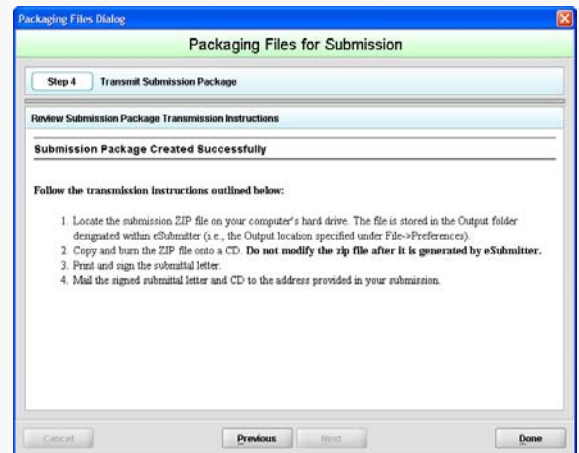 Packaging Files Dialog
Packaging Files for Submission
Step 4 Transmit Submission Package
Review Submission Package Transmission Instructions
Submission Package Created Successfully
Follow the transmission instructions outlined below:
1. Locate the submission ZIP file on your computer's hard drive. The file is stored in the Output folder
designated within eSubmitter (i.e., the Output location specified under File->Preferences).
2. Copy and burn the ZIP file onto a CD. Do not modify the zip file after it is generated by eSubmitter.
3. Print and sign the submittal letter.
4. Mail the signed submittal letter and CD to the address provided in your submission.
Cancel Previous Next Done